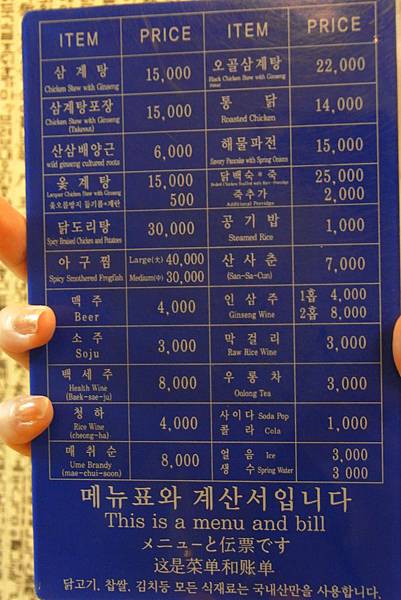 ITEM PRICE ITEM PRICE
삼계탕 15,000 오골삼계탕 22,000
Chicken Stew with Ginseng Black Chicken Stew with Ginseng
삼계탕포장 15,000 통 닭 14,000
Chicken Stew with Ginseng Roasted Chicken
(Takeout)
산삼배양근 6,000 해물파전 15,000
wild ginseng cultured roots Savory Pancake with Spring Onions
옻계탕 15,000 닭백숙*죽 25,000
Lacquer Chicken Stew with Ginseng
500 죽추가 2,000
Additional Porridge
닭도리탕 30,000 공기밥 1,000
Spicy Braised Chicken and Potatoes Steamed Rice
아구찜 Large(大) 40,000 산사춘 7,000
Spicy Smothered Frogfish Medium(中) 30,000 (San-Sa-Cun)
맥주 4,000 인삼주 1홉 4,000
Beer Ginseng Wine 2홉 8,000
소주 3,000 막걸리 3,000
Soju Raw Rice Wine
백세주 8,000 우롱차 3,000
Health Wine Oolong Tea
(Baek-sae-ju)
청하 4,000 사이다 Soda Pop 1,000
Rice Wine 콜라 Cola
(cheong-ha)
매취순 8,000 얼음 Ice 3,000
Ume Brandy 생수 Spring Water 3 000
(mae-chui-soon)
메뉴표와 계산서입니다
This is a menu and bill
メニューと伝票です
这是菜单和账单
닭고기, 찹쌀, 김치등 모든 식재료는 국내산만을 사용합니다.